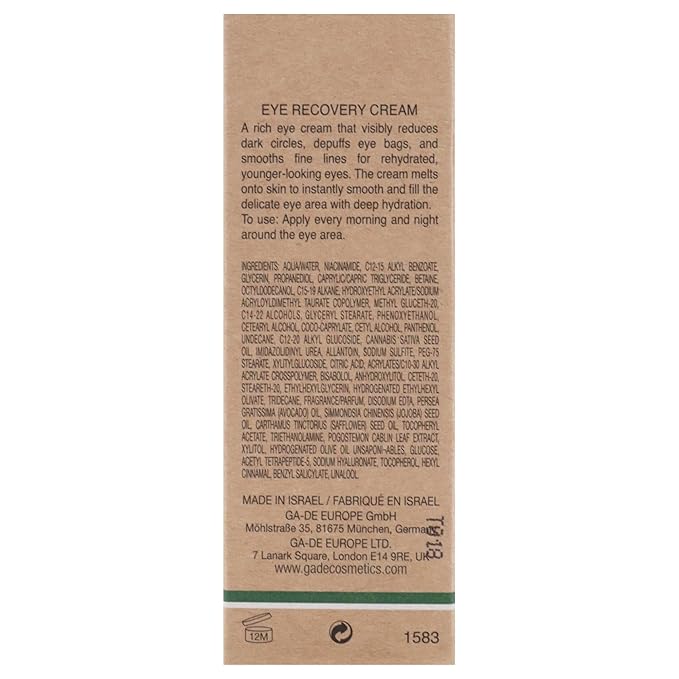 EYE RECOVERY CREAM
A rich eye cream that visibly reduces
dark circles, depuffs eye bags, and
smooths fine lines for rehydrated,
younger-looking eyes. The cream melts
onto skin to instantly smooth and fill the
delicate eye area with deep hydration.
To use: Apply every morning and night
around the eye area.
INGREDIENTS: AQUA/WATER, NIACINAMIDE, C12-15 ALKYL BENZOATE,
GLYCERIN, PROPANEDIOL, CAPRYLIC/CAPRIC TRIGLYCERIDE, BETAINE,
OCTYLDODECANOL, C15-19 ALKANE, HYDROXYETHYL ACRYLATE/SODIUM
ACRYLOYLDIMETHYL TAURATE COPOLYMER, METHYL GLUCETH-20,
C14-22 ALCOHOLS, GLYCERYL STEARATE, PHENOXYETHANOL,
CETEARYL ALCOHOL, COCO-CAPRYLATE, CETYL ALCOHOL, PANTHENOL,
UNDECANE, C12-20 ALKYL GLUCOSIDE, CANNABIS SATIVA SEED
OIL, IMIDAZOLIDINYL UREA, ALLANTOIN, SODIUM SULFITE, PEG-75
STEARATE, XYLITYLGLUCOSIDE, CITRIC ACID, ACRYLATES/C10-30 ALKYL
ACRYLATE CROSSPOLYMER, BISABOLOL, ANHYDROXYLITOL, CETETH-20,
STEARETH-20, ETHYLHEXYLGLYCERIN, HYDROGENATED ETHYLHEXYL
OLIVATE, TRIDECANE, FRAGRANCE/PARFUM, DISODIUM EDTA, PERSEA
GRATISSIMA (AVOCADO) OIL, SIMMONDSIA CHINENSIS (JOJOBA) SEED
OIL, CARTHAMUS TINCTORIUS (SAFFLOWER) SEED OIL, TOCOPHERYL
ACETATE, TRIETHANOLAMINE, POGOSTEMON CABLIN LEAF EXTRACT,
XYLITOL, HYDROGENATED OLIVE OIL UNSAPONI-ABLES, GLUCOSE,
ACETYL TETRAPEPTIDE-5, SODIUM HYALURONATE, TOCOPHEROL, HEXYL
CINNAMAL, BENZYL SALICYLATE, LINALOOL
MADE IN ISRAEL / FABRIQUÉ EN ISRAEL
GA-DE EUROPE GmbH
Möhlstraße 35, 81675 München, Germany
GA-DE EUROPE LTD.
7 Lanark Square, London E14 9RE, UK
www.gadecosmetics.com
12M
1583